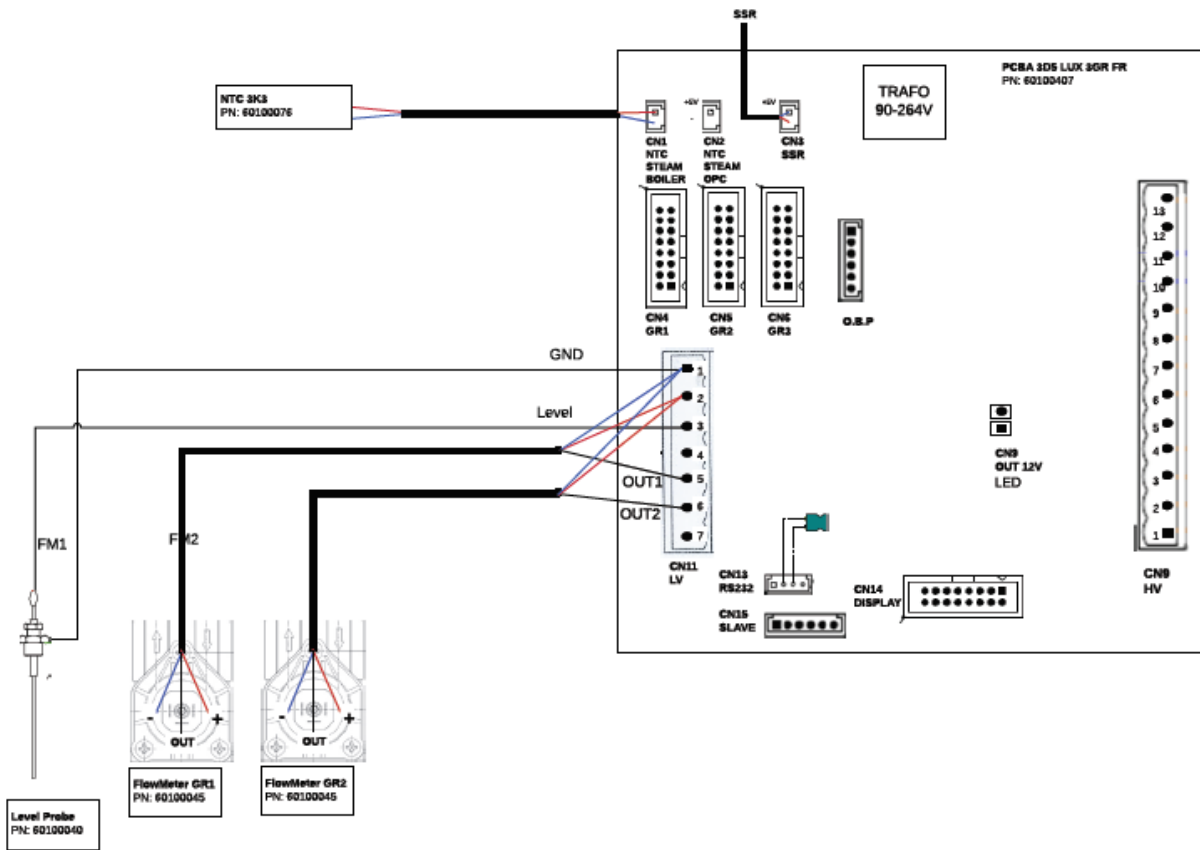 SSR
PCBA 3D5 LUX 3GR FR
PN: 60100407
TRAFO
90-264V
NTC 3K3
PN: 60100076
+5V
+5V
CN1
NTC
STEAM
BOILER
CN2
NTC
STEAM
OPC
CN3
SSR
CN4
GR1
CN5
GR2
CN6
GR3
O.B.P
13
12
11
10
9
8
7
6
5
4
3
2
1
CN9
HV
GND
Level
OUT1
OUT2
1
2
3
4
5
6
7
CN11
LV
CN9
OUT 12V
LED
CN13
RS232
CN15
SLAVE
CN14
DISPLAY
FM1
FM2
-
+
OUT
-
+
OUT
FlowMeter GR1
PN: 60100045
FlowMeter GR2
PN: 60100045
Level Probe
PN: 60100040